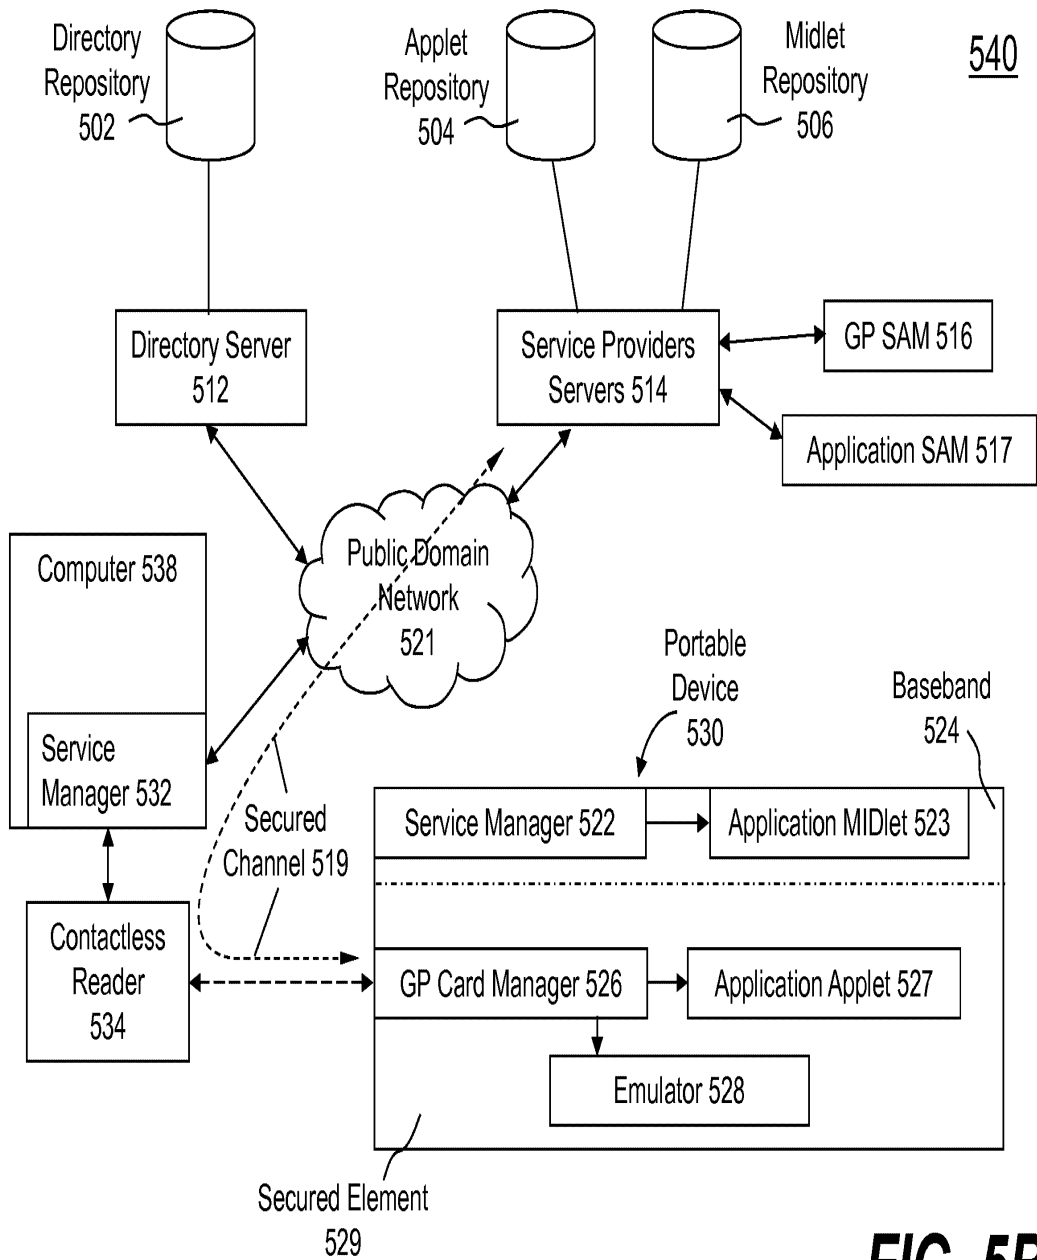 Directory
Repository
502
Applet
Repository
504
Midlet
Repository
506
540
Directory Server
512
Service Providers
Servers 514
GP SAM 516
Application SAM 517
Public Domain
Network
521
Computer 538
Service
Manager 532
Secured
Channel 519
Portable
Device
530
Baseband
524
Service Manager 522
Application MIDlet 523
Contactless
Reader
534
GP Card Manager 526
Application Applet 527
Emulator 528
Secured Element
529
FIG. 5B